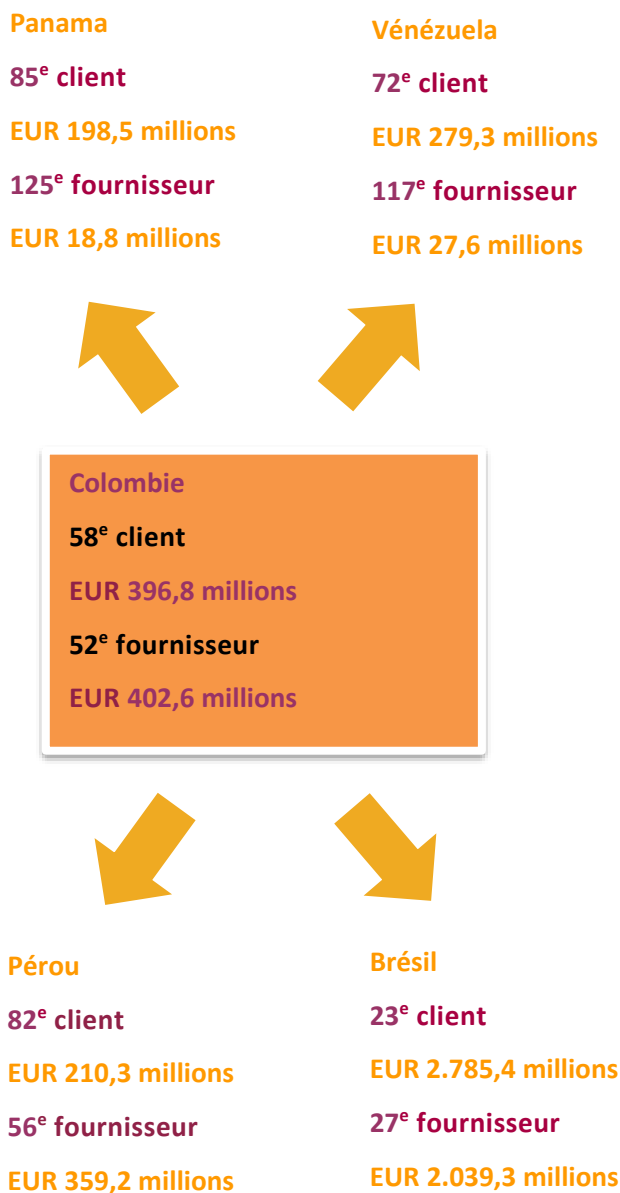 Panama
85e client
EUR 198,5 millions
125e fournisseur
EUR 18,8 millions
Vénézuela
72e client
EUR 279,3 millions
117e fournisseur
EUR 27,6 millions
Colombie
58e client
EUR 396,8 millions
52e fournisseur
EUR 402,6 millions
Pérou
82e client
EUR 210,3 millions
56e fournisseur
EUR 359,2 millions
Brésil
23e client
EUR 2.785,4 millions
27e fournisseur
EUR 2.039,3 millions